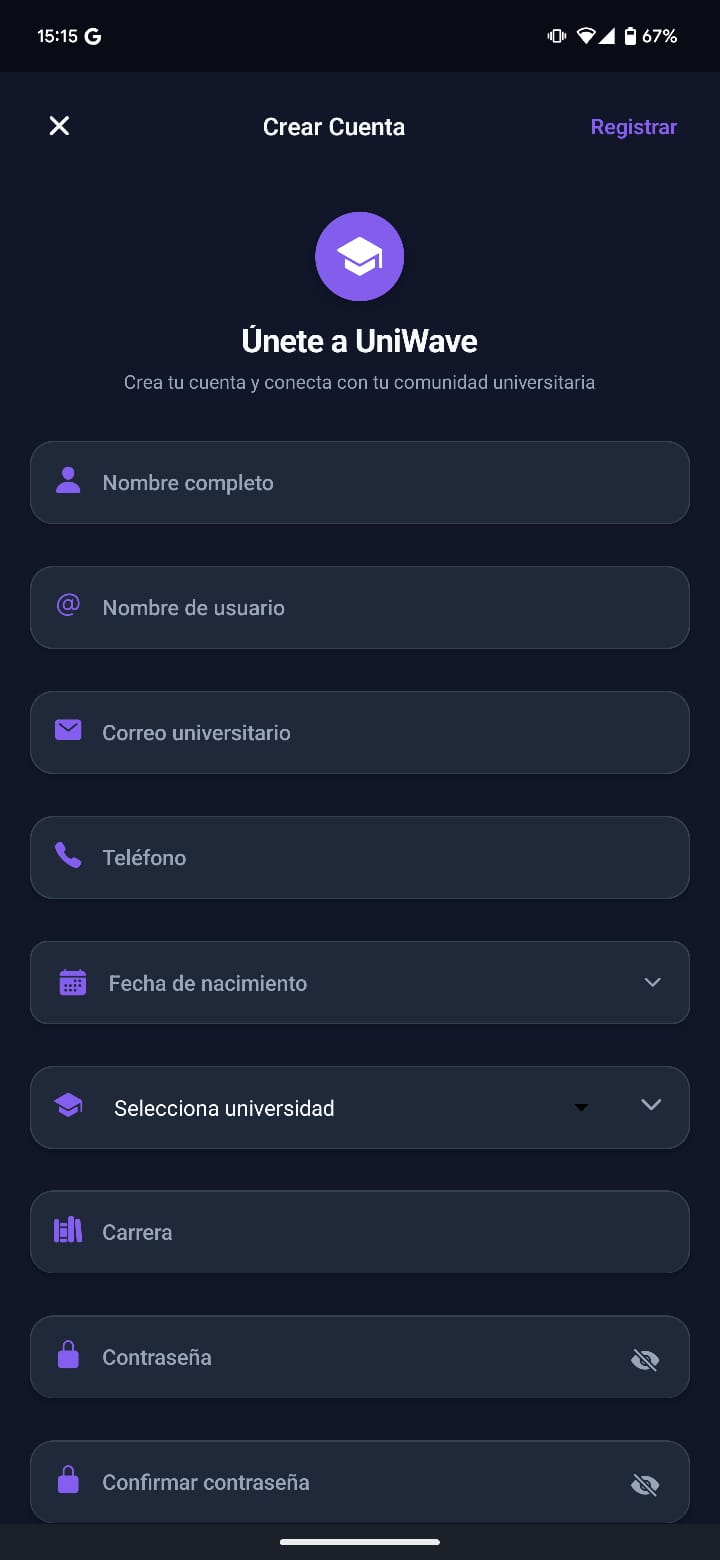 15:15 G
67%
Crear Cuenta
Registrar
Únete a UniWave
Crea tu cuenta y conecta con tu comunidad universitaria
Nombre completo
@ Nombre de usuario
Correo universitario
Teléfono
Fecha de nacimiento
Selecciona universidad
Carrera
Contraseña
Confirmar contraseña